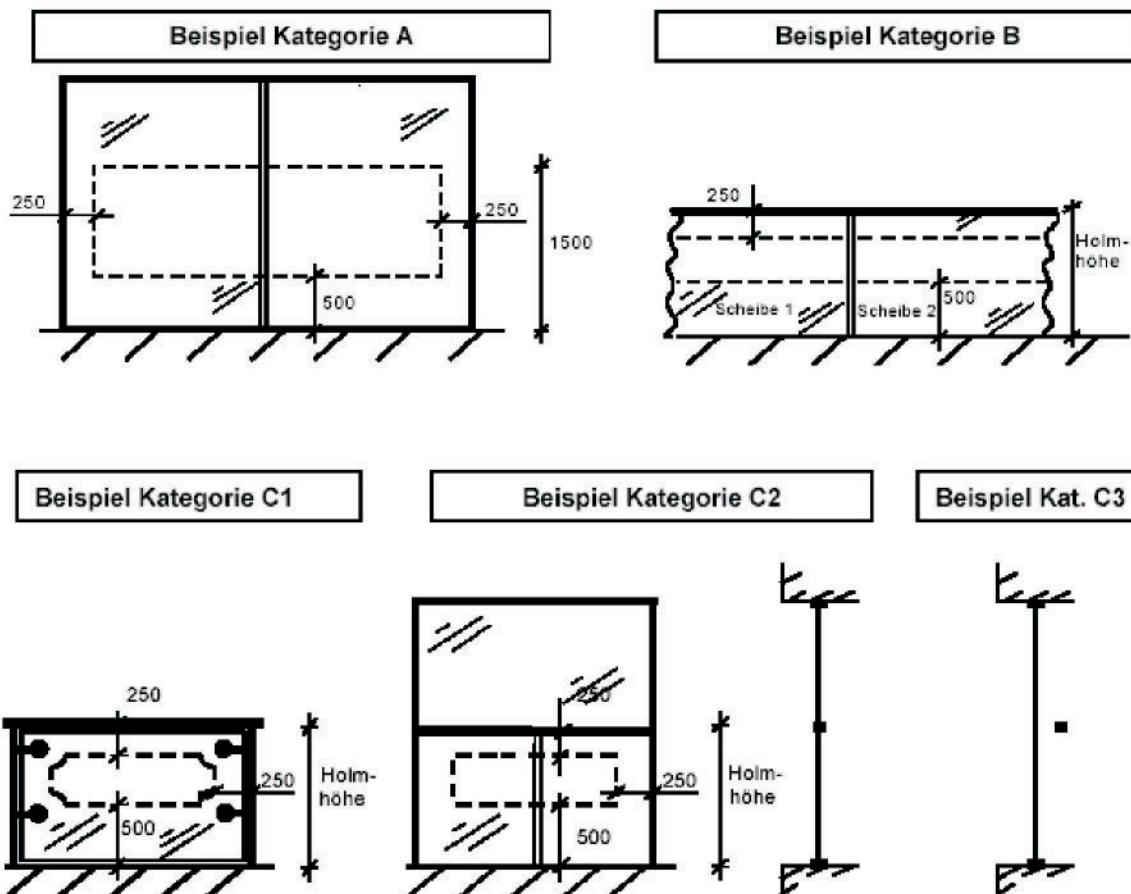 Beispiel Kategorie A
Beispiel Kategorie B
250
250
1500
500
250
Holm-
höhe
500
Scheibe 1
Scheibe 2
Beispiel Kategorie C1
Beispiel Kategorie C2
Beispiel Kat. C3
250
250
Holm-
höhe
500
250
250
Holm-
höhe
500